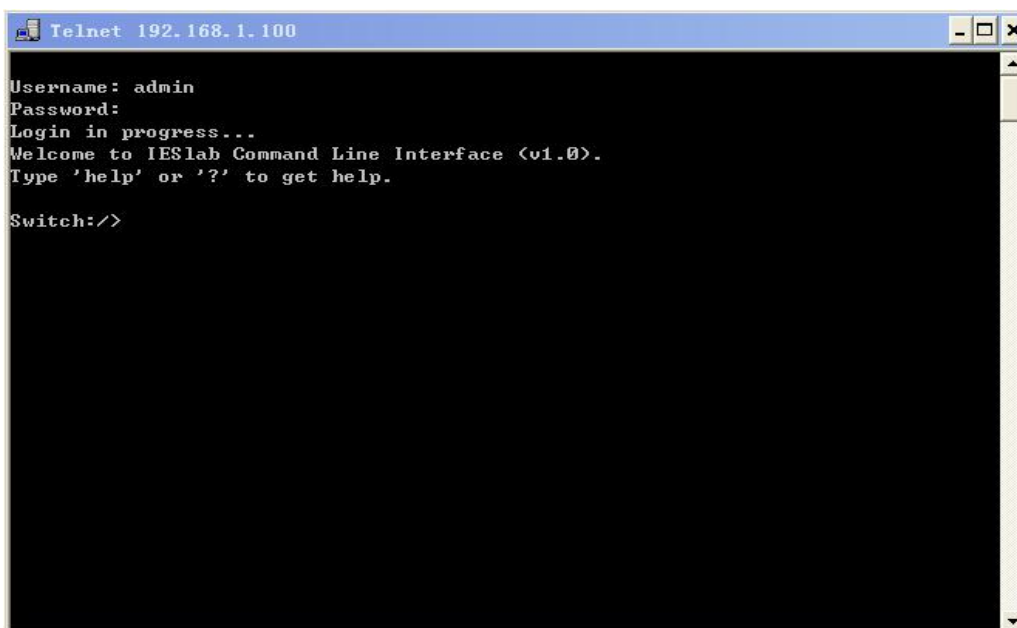 Telnet 192.168.1.100
Username: admin
Password:
Login in progress...
Welcome to IESlab Command Line Interface (v1.0).
Type 'help' or '?' to get help.
Switch:/>